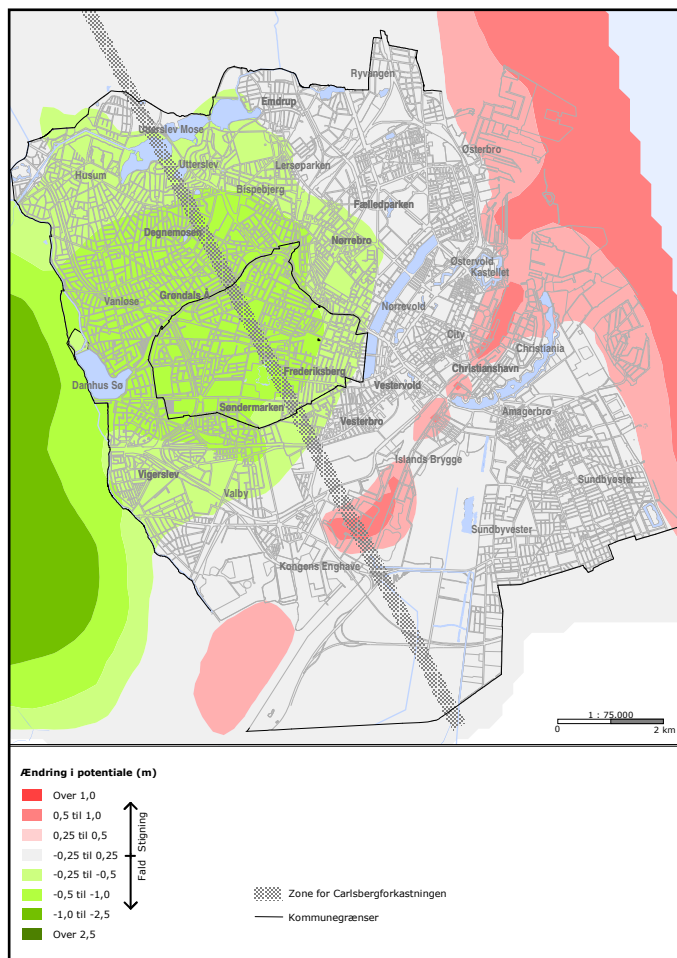 Ryvangen
Emdrup
Utterslev Mose
Østerbro
Utterslev
Lersøparken
Husum
Bispebjerg
Fælledparken
Degnemosen
Nørrebro
Østervold
Kastellet
Grøndals Å
Vanløse
Nørrevold
City
Christiania
Frederiksberg
Christianshavn
Damhus Sø
Vestervold
Søndermarken
Amagerbro
Vesterbro
Islands Brygge
Vigerslev
Valby
Sundbyøster
Sundbyvester
Kongens Enghave
1 : 75.000
0 2 km
Ændring i potentiale (m)
Over 1,0
0,5 til 1,0
0,25 til 0,5
-0,25 til 0,25
-0,25 til -0,5
-0,5 til -1,0
-1,0 til -2,5
Over 2,5
Fald Stigning
Zone for Carlsbergforkastningen
Kommunegrænser